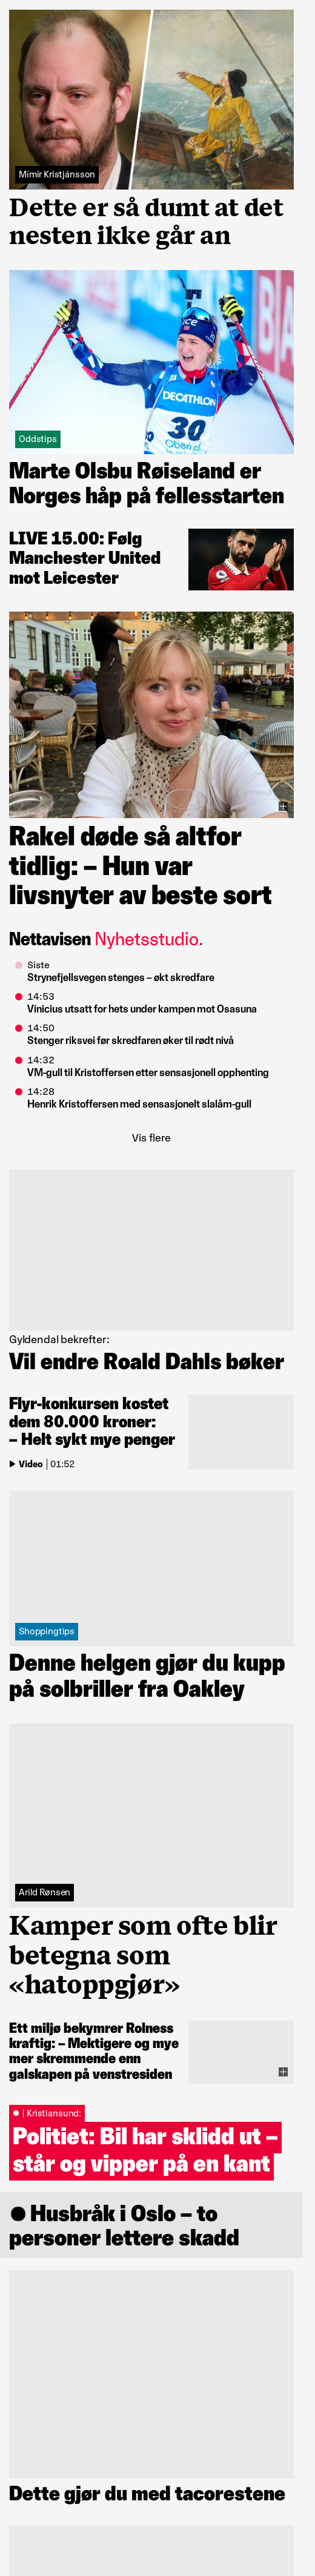 Mímir Kristjánsson
Dette er så dumt at det
nesten ikke går an
DECATHLON
30
Oddstips
Marte Olsbu Røiseland er
Norges håp på fellesstarten
LIVE 15.00: Følg
Manchester United
mot Leicester
Rakel døde så altfor
tidlig: – Hun var
livsnyter av beste sort
Nettavisen Nyhetsstudio.
Siste
Strynefjellsvegen stenges – økt skredfare
14:53
Vinicius utsatt for hets under kampen mot Osasuna
14:50
Stenger riksvei før skredfaren øker til rødt nivå
14:32
VM-gull til Kristoffersen etter sensasjonell opphenting
14:28
Henrik Kristoffersen med sensasjonelt slalåm-gull
Vis flere
Gyldendal bekrefter:
Vil endre Roald Dahls bøker
Flyr-konkursen kostet
dem 80.000 kroner:
– Helt sykt mye penger
Video | 01:52
Shoppingtips
Denne helgen gjør du kupp
på solbriller fra Oakley
Arild Rønsen
Kamper som ofte blir
betegna som
«hatoppgjør»
Ett miljø bekymrer Rolness
kraftig: – Mektigere og mye
mer skremmende enn
galskapen på venstresiden
| Kristiansund:
Politiet: Bil har sklidd ut –
står og vipper på en kant
Husbråk i Oslo – to
personer lettere skadd
Dette gjør du med tacorestene